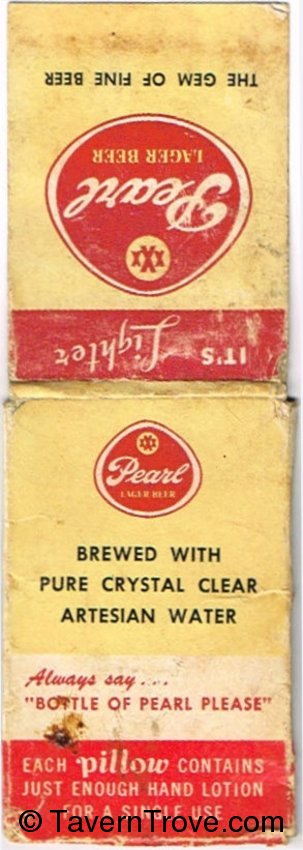 THE GEM OF FINE BEER
XXX
Pearl
LAGER BEER
IT'S Lighter
XXX
Pearl
LAGER BEER
BREWED WITH
PURE CRYSTAL CLEAR
ARTESIAN WATER
Always say...
"BOTTLE OF PEARL PLEASE"
EACH pillow CONTAINS
JUST ENOUGH HAND LOTION
FOR A SINGLE USE
© TavernTrove.com